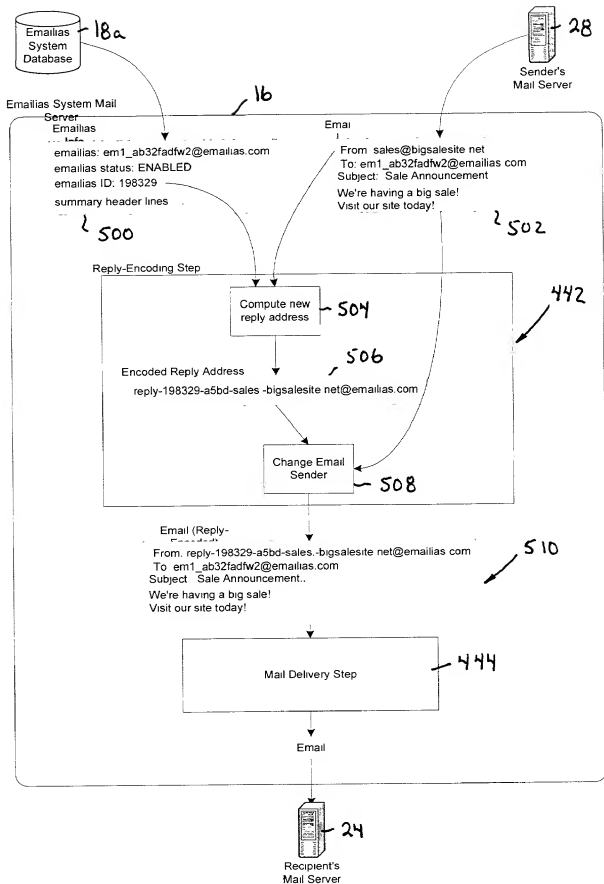 Emailias
System
Database
18a
28
Sender's
Mail Server
16
Emailias System Mail
Server
Emailias
emailias: em1_ab32fadfw2@emailias.com
emailias status: ENABLED
emailias ID: 198329
summary header lines
500
Emai
From sales@bigsalesite net
To: em1_ab32fadfw2@emailias com
Subject: Sale Announcement
We're having a big sale!
Visit our site today!
502
Reply-Encoding Step
442
Compute new
reply address
504
506
Encoded Reply Address
reply-198329-a5bd-sales -bigsalesite net@emailias.com
Change Email
Sender
508
Email (Reply-
From. reply-198329-a5bd-sales.-bigsalesite net@emailias com
To em1_ab32fadfw2@emailias.com
Subject Sale Announcement..
We're having a big sale!
Visit our site today!
510
Mail Delivery Step
444
Email
24
Recipient's
Mail Server